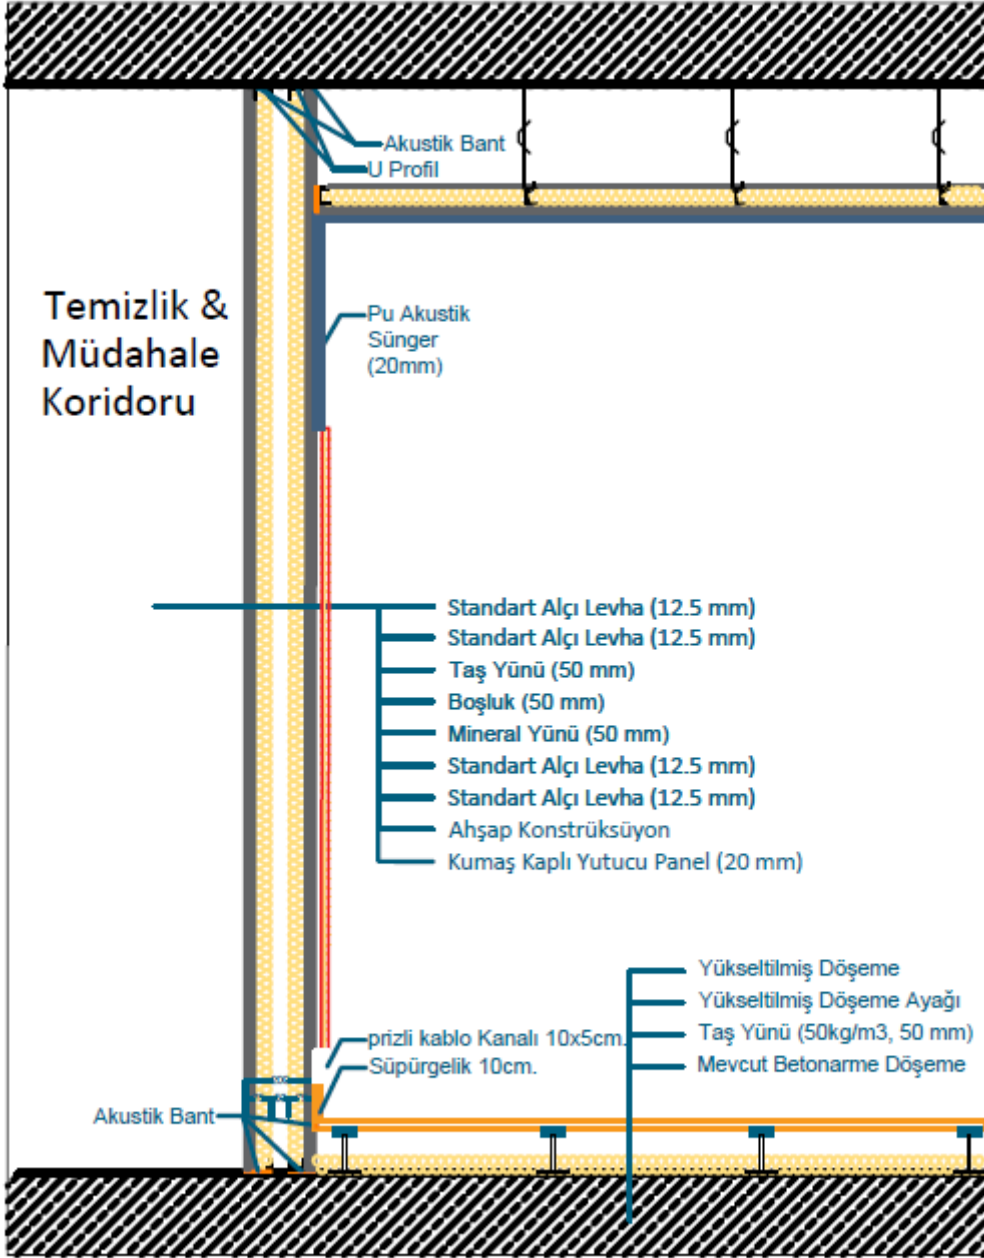 Akustik Bant
U Profil
Temizlik &
Müdahale
Koridoru
Pu Akustik
Sünger
(20mm)
Standart Alçı Levha (12.5 mm)
Standart Alçı Levha (12.5 mm)
Taş Yünü (50 mm)
Boşluk (50 mm)
Mineral Yünü (50 mm)
Standart Alçı Levha (12.5 mm)
Standart Alçı Levha (12.5 mm)
Ahşap Konstrüksüyon
Kumaş Kaplı Yutucu Panel (20 mm)
Yükseltilmiş Döşeme
Yükseltilmiş Döşeme Ayağı
Taş Yünü (50kg/m3, 50 mm)
Mevcut Betonarme Döşeme
prizli kablo Kanalı 10x5cm.
Süpürgelik 10cm.
Akustik Bant